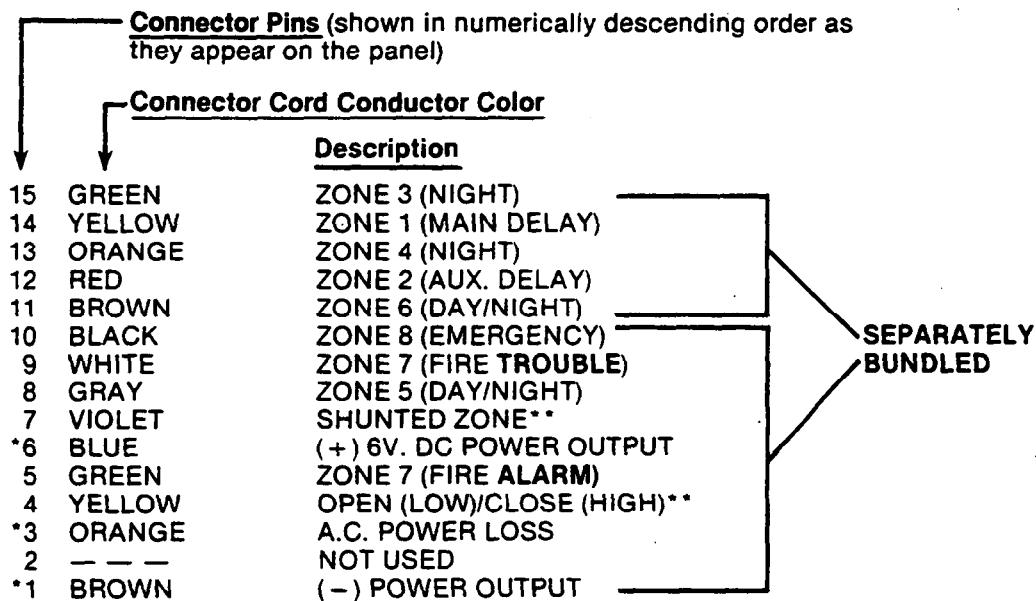 Connector Pins (shown in numerically descending order as
they appear on the panel)
Connector Cord Conductor Color
Description
15 GREEN ZONE 3 (NIGHT)
14 YELLOW ZONE 1 (MAIN DELAY)
13 ORANGE ZONE 4 (NIGHT)
12 RED ZONE 2 (AUX. DELAY)
11 BROWN ZONE 6 (DAY/NIGHT)
10 BLACK ZONE 8 (EMERGENCY)
9 WHITE ZONE 7 (FIRE TROUBLE)
8 GRAY ZONE 5 (DAY/NIGHT)
7 VIOLET SHUNTED ZONE**
*6 BLUE (+) 6V. DC POWER OUTPUT
5 GREEN ZONE 7 (FIRE ALARM)
4 YELLOW OPEN (LOW)/CLOSE (HIGH)**
*3 ORANGE A.C. POWER LOSS
2 — — — NOT USED
*1 BROWN (−) POWER OUTPUT
SEPARATELY
BUNDLED